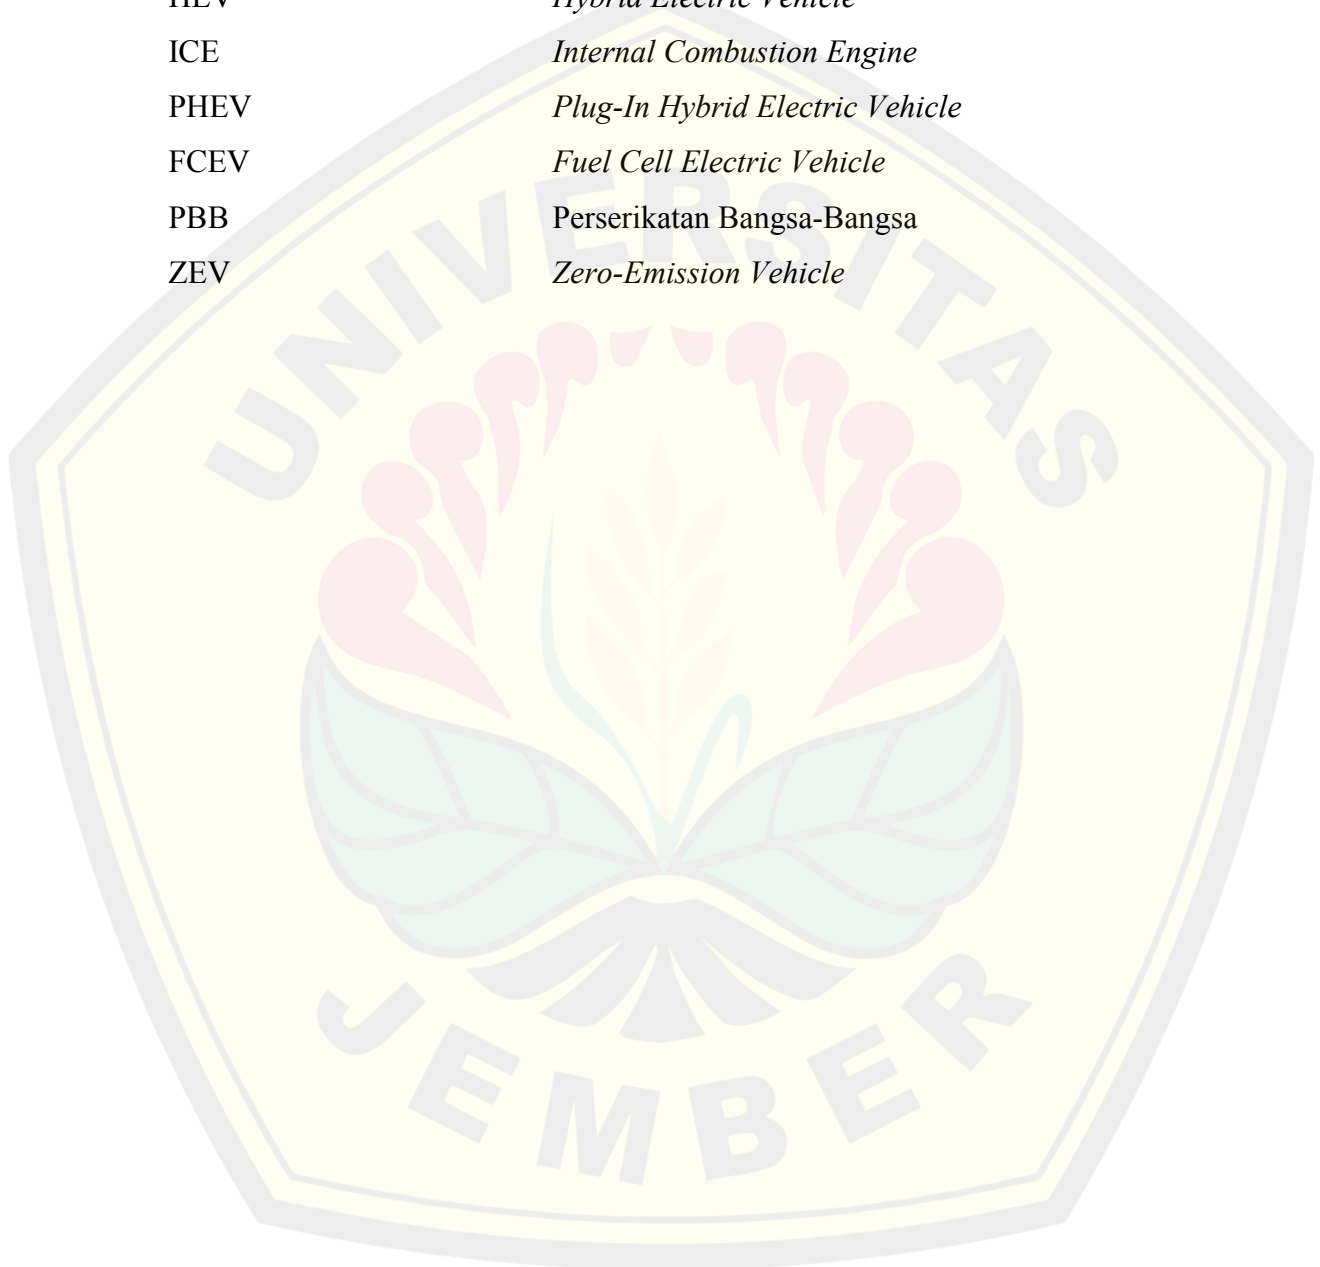 HEV Hybrid Electric Vehicle
ICE Internal Combustion Engine
PHEV Plug-In Hybrid Electric Vehicle
FCEV Fuel Cell Electric Vehicle
PBB Perserikatan Bangsa-Bangsa
ZEV Zero-Emission Vehicle
UNIVERSITAS
JEMBER